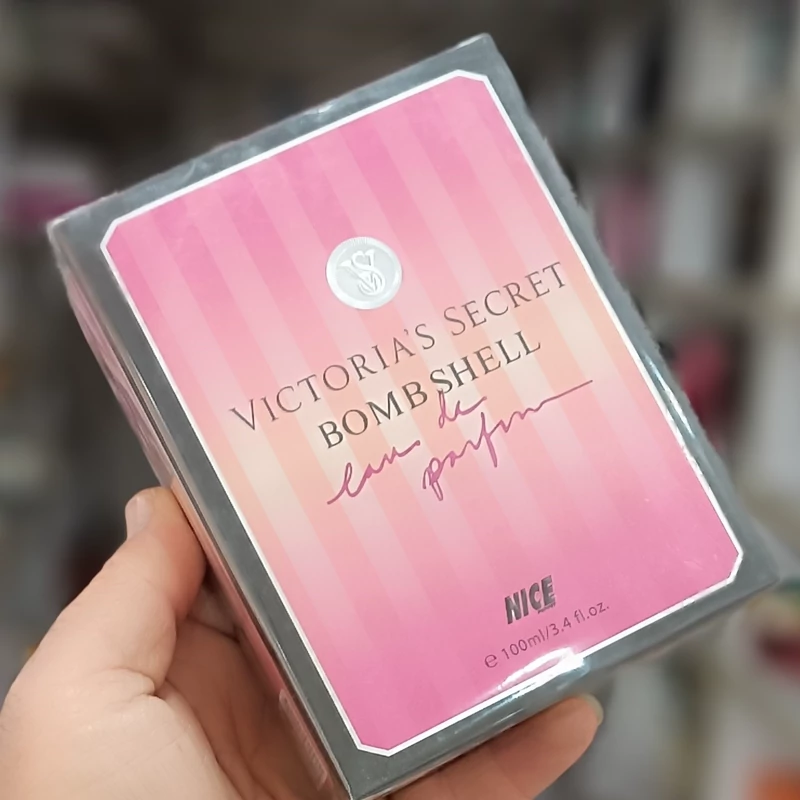 VICTORIA'S SECRET
BOMBSHELL
eau de
parfum
NICE
e 100ml/3.4 fl.oz.